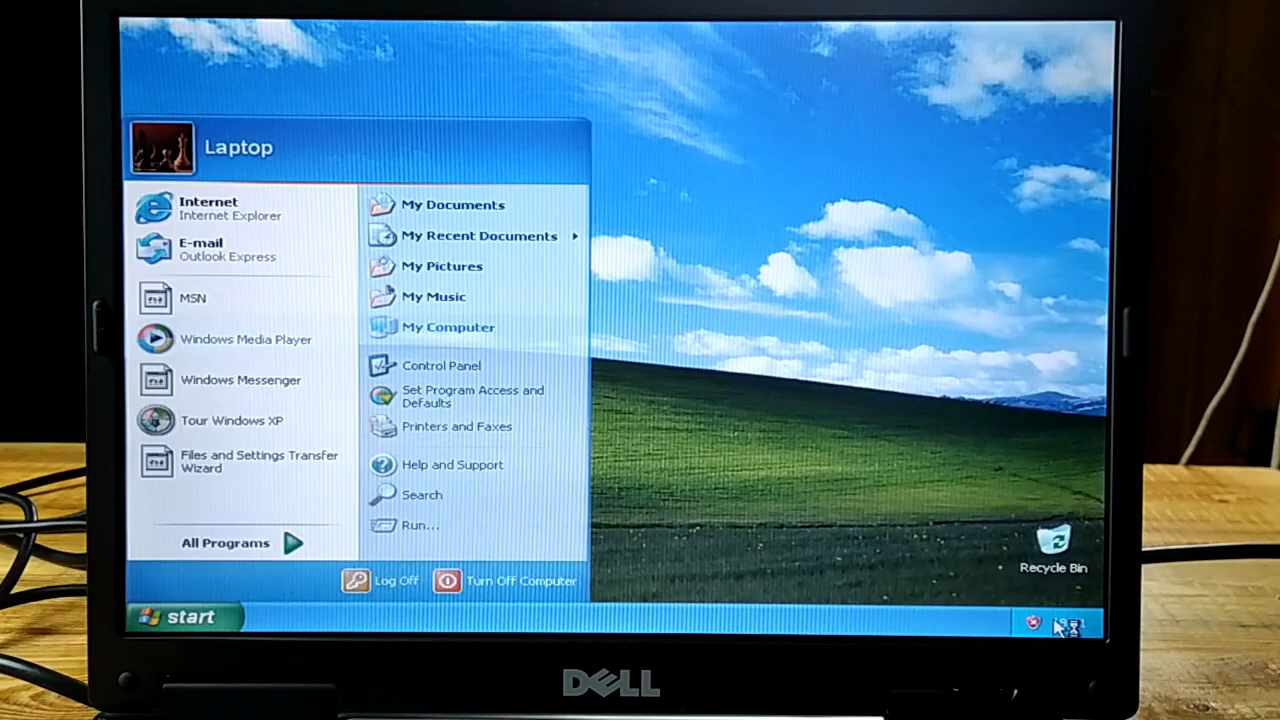 Laptop
Internet
Internet Explorer
E-mail
Outlook Express
MSN
Windows Media Player
Windows Messenger
Tour Windows XP
Files and Settings Transfer
Wizard
All Programs
My Documents
My Recent Documents
My Pictures
My Music
My Computer
Control Panel
Set Program Access and
Defaults
Printers and Faxes
Help and Support
Search
Run...
Log Off
Turn Off Computer
Recycle Bin
start
DELL